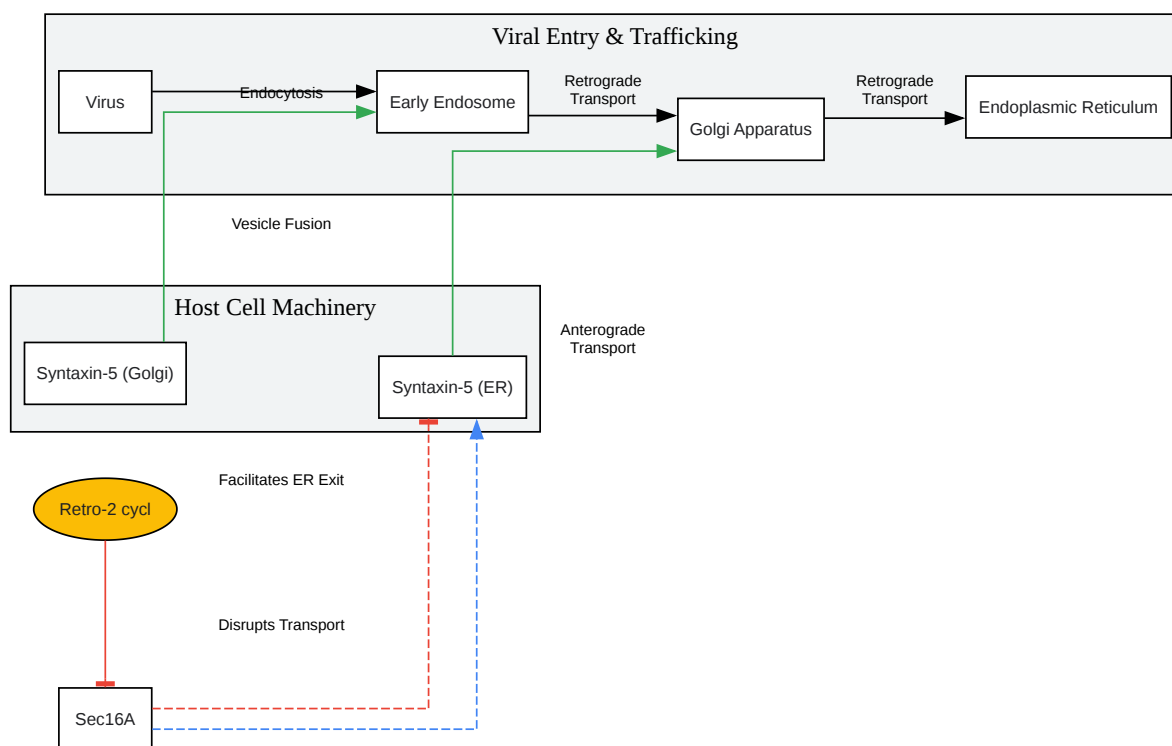 Viral Entry & Trafficking
Virus
Endocytosis
Early Endosome
Retrograde
Transport
Golgi Apparatus
Retrograde
Transport
Endoplasmic Reticulum
Vesicle Fusion
Host Cell Machinery
Syntaxin-5 (Golgi)
Syntaxin-5 (ER)
Anterograde
Transport
Facilitates ER Exit
Retro-2 cycl
Disrupts Transport
Sec16A